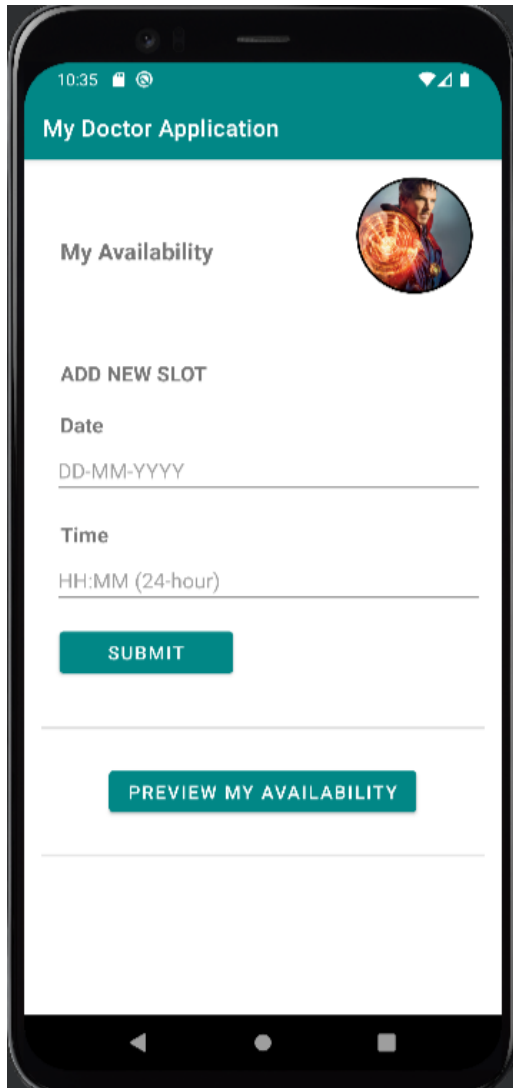 10:35
My Doctor Application
My Availability
ADD NEW SLOT
Date
DD-MM-YYYY
Time
HH:MM (24-hour)
SUBMIT
PREVIEW MY AVAILABILITY